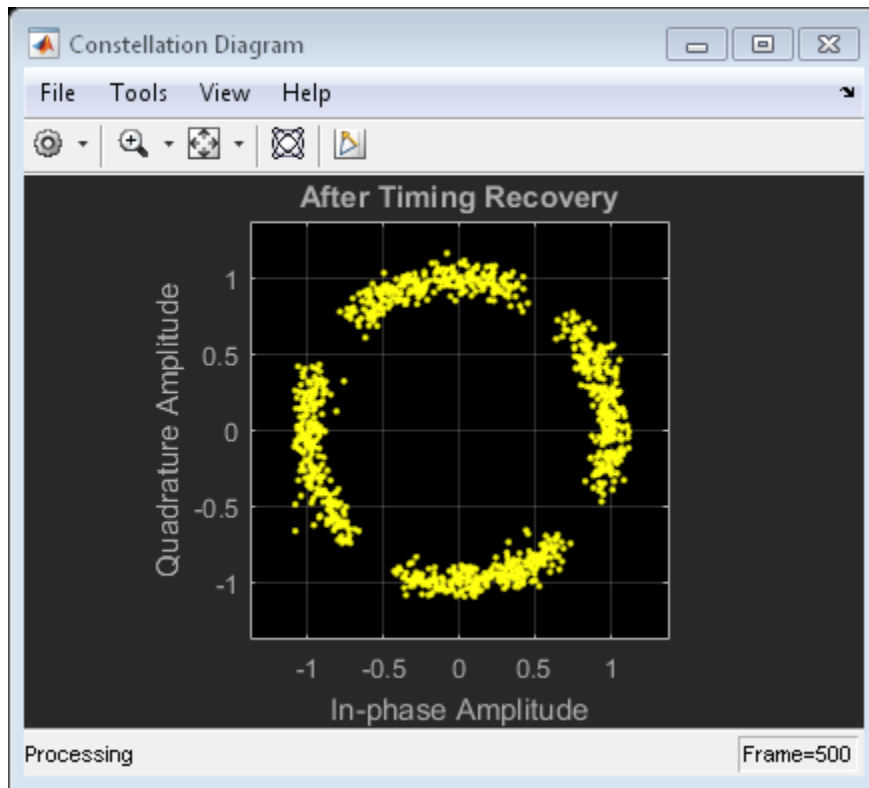 Constellation Diagram
File Tools View Help
After Timing Recovery
Quadrature Amplitude
1
0.5
0
-0.5
-1
-1 -0.5 0 0.5 1
In-phase Amplitude
Processing Frame=500